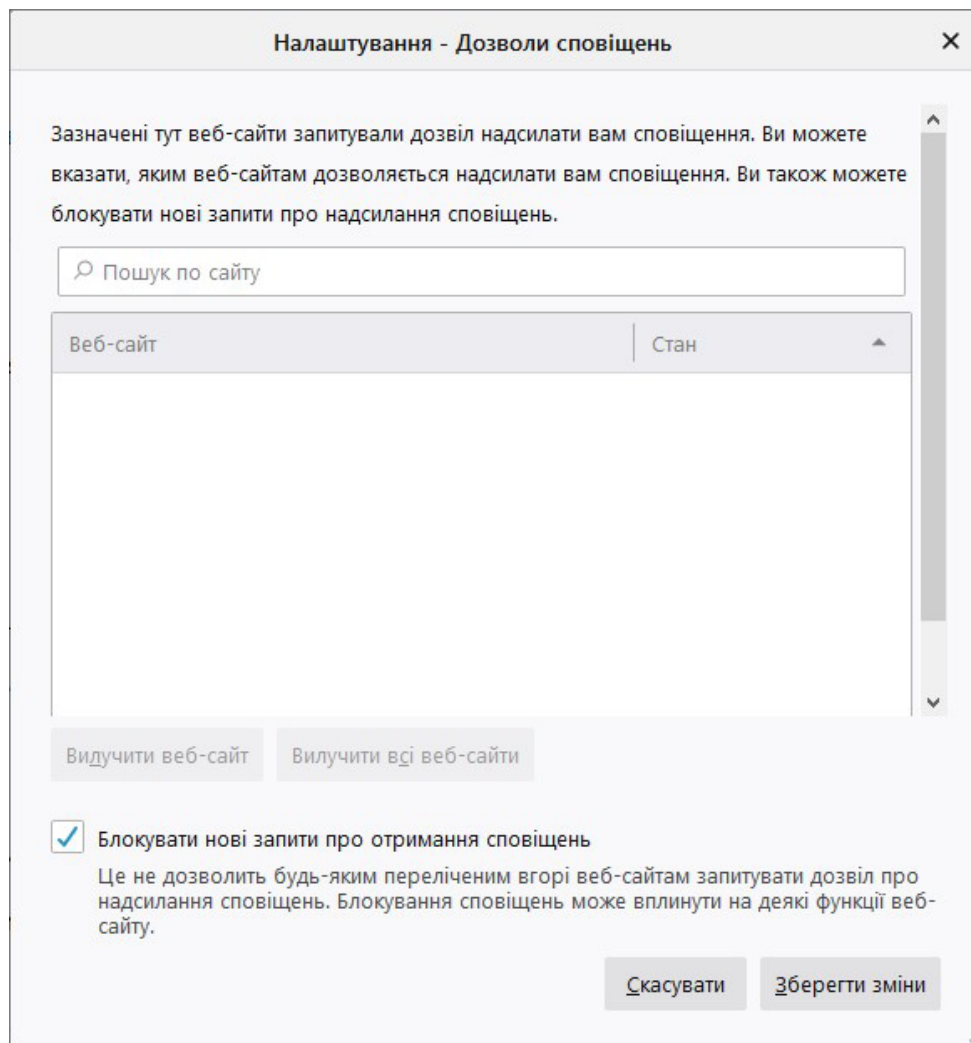 Налаштування - Дозволи сповіщень
Зазначені тут веб-сайти запитували дозвіл надсилати вам сповіщення. Ви можете
вказати, яким веб-сайтам дозволяється надсилати вам сповіщення. Ви також можете
блокувати нові запити про надсилання сповіщень.
Пошук по сайту
Веб-сайт Стан
Вилучити веб-сайт Вилучити всі веб-сайти
Блокувати нові запити про отримання сповіщень
Це не дозволить будь-яким переліченим вгорі веб-сайтам запитувати дозвіл про
надсилання сповіщень. Блокування сповіщень може вплинути на деякі функції веб-
сайту.
Скасувати Зберегти зміни